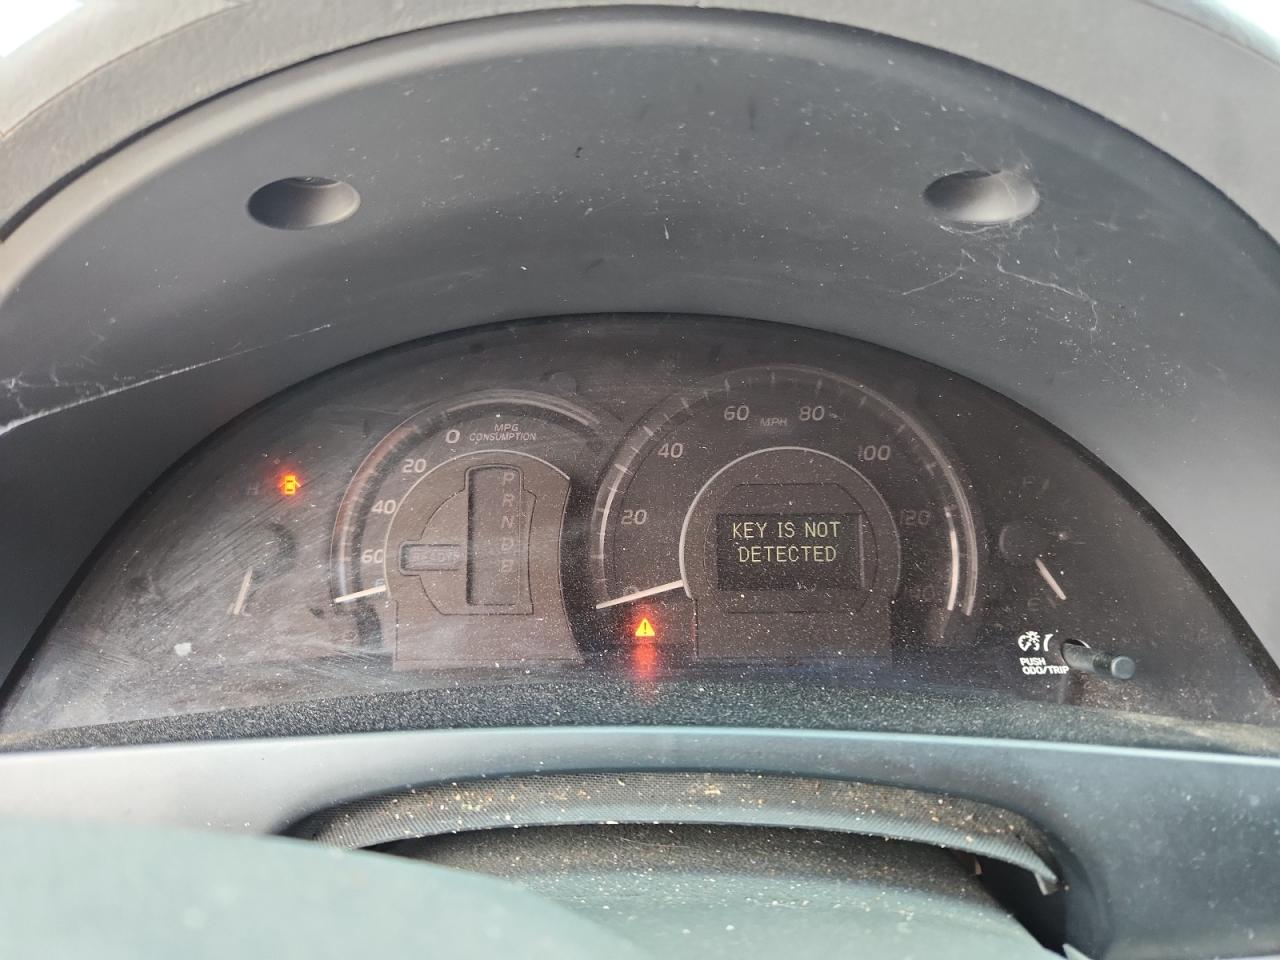 0
MPG
CONSUMPTION
20
40
60
P
R
N
D
B
H
20
40
60
MPH
80
100
120
0
KEY IS NOT
DETECTED
F
E
PUSH
ODO/TRIP